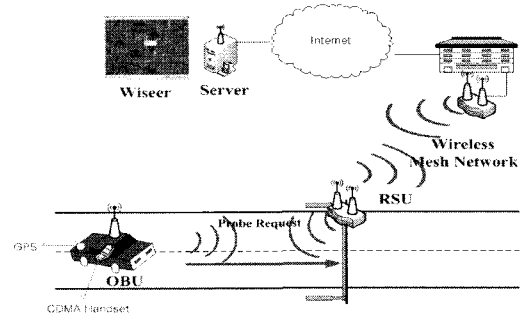 Internet
Wiseer
Server
Wireless
Mesh Network
RSU
Probe Request
GPS
OBU
CDMA Handset